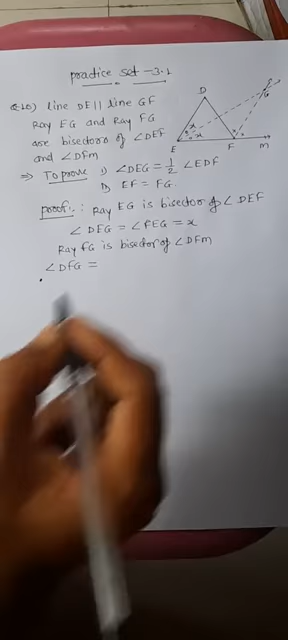 practice set -3.1
Q.10) line DE || line GF
Ray EG and Ray FG
are bisectors of ∠DEF
and ∠DFM
⇒ To prove 1) ∠DEG = 1/2 ∠EDF
1) EF = FG.
proof.: Ray EG is bisector of ∠DEF
∠DEG = ∠FEG = x
Ray FG is bisector of ∠DFM
∠DFG =
D
G
x
x
E
F
M